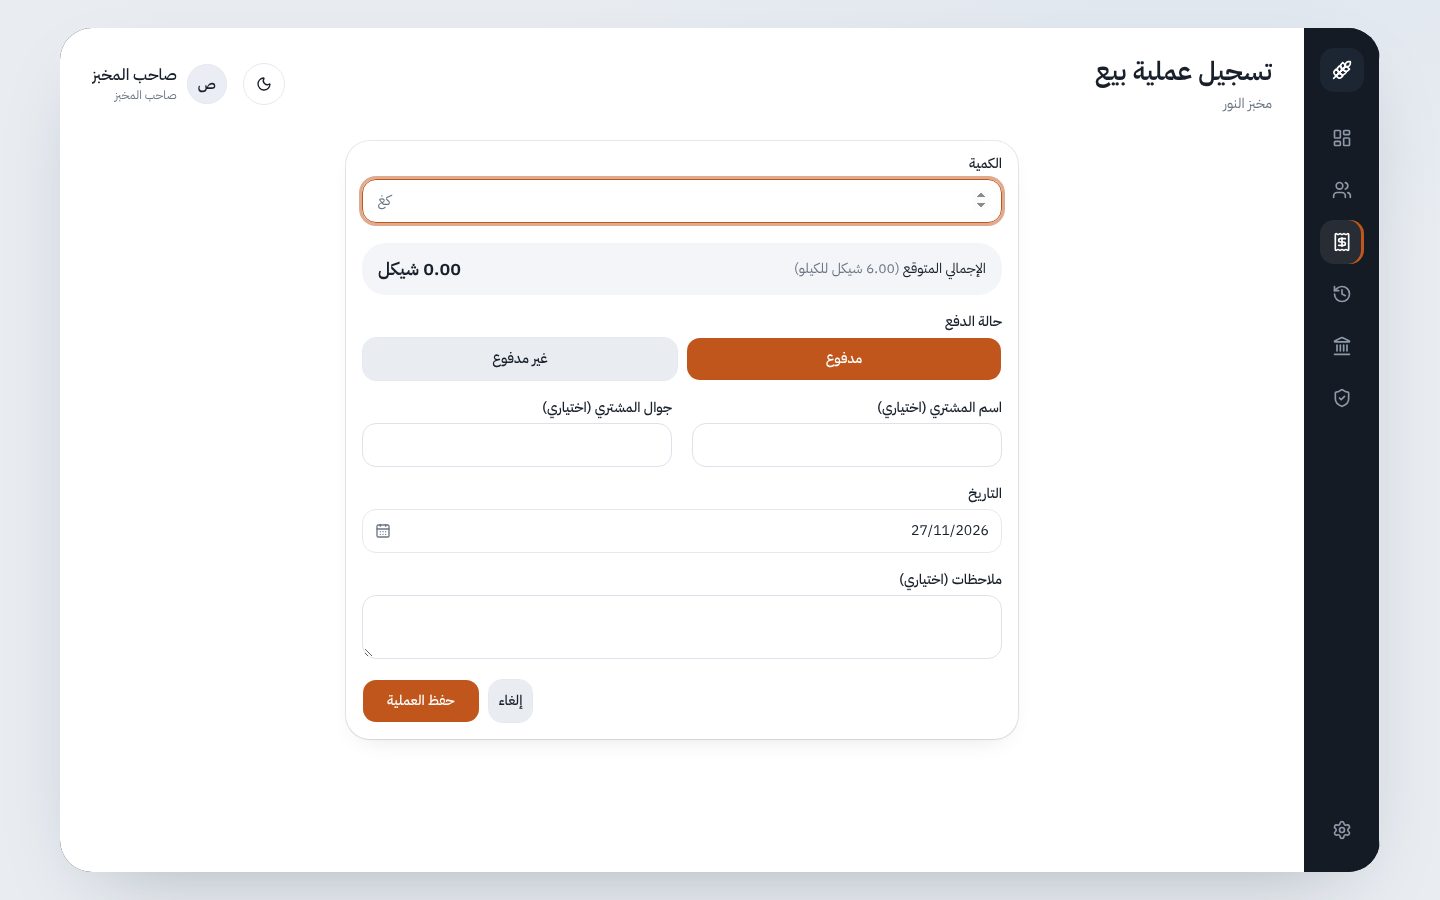 تسجيل عملية بيع
مخبز النور
صاحب المخبز
صاحب المخبز
ص
الكمية
كغ
الإجمالي المتوقع (6.00 شيكل للكيلو)
0.00 شيكل
حالة الدفع
مدفوع
غير مدفوع
اسم المشتري (اختياري)
جوال المشتري (اختياري)
التاريخ
27/11/2026
ملاحظات (اختياري)
إلغاء
حفظ العملية